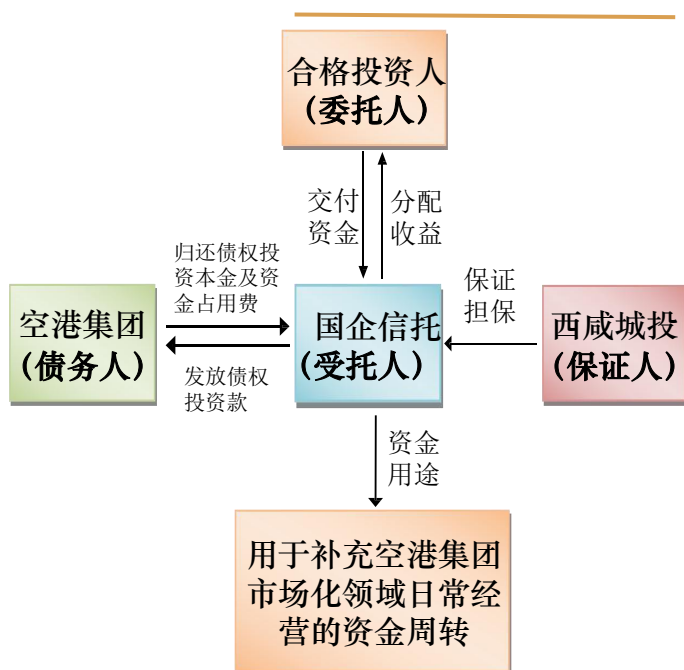 合格投资人
（委托人）
交付
资金
分配
收益
归还债权投
资本金及资
金占用费
保证
担保
空港集团
（债务人）
国企信托
（受托人）
西咸城投
（保证人）
发放债权
投资款
资金
用途
用于补充空港集团
市场化领域日常经
营的资金周转